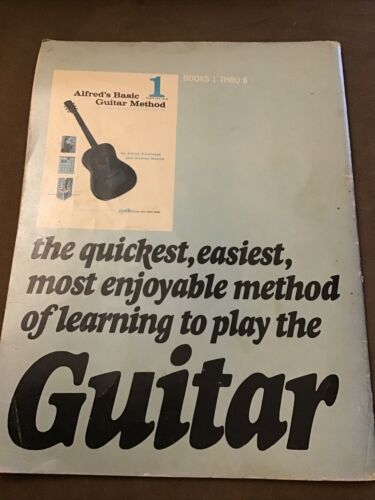 BOOKS 1 THRU 6
1
Alfred's Basic
Guitar Method
the quickest, easiest,
most enjoyable method
of learning to play the
Guitar